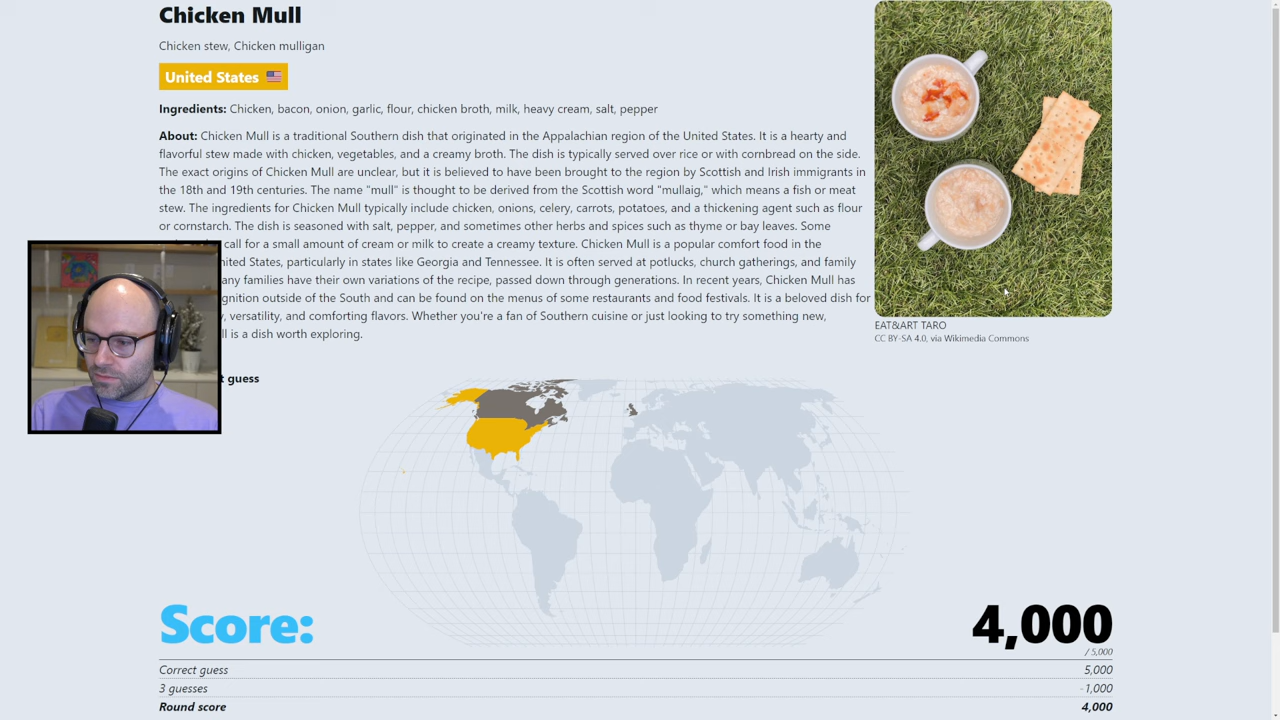 Chicken Mull
Chicken stew, Chicken mulligan
United States
Ingredients: Chicken, bacon, onion, garlic, flour, chicken broth, milk, heavy cream, salt, pepper
About: Chicken Mull is a traditional Southern dish that originated in the Appalachian region of the United States. It is a hearty and
flavorful stew made with chicken, vegetables, and a creamy broth. The dish is typically served over rice or with cornbread on the side.
The exact origins of Chicken Mull are unclear, but it is believed to have been brought to the region by Scottish and Irish immigrants in
the 18th and 19th centuries. The name "mull" is thought to be derived from the Scottish word "mullaig," which means a fish or meat
stew. The ingredients for Chicken Mull typically include chicken, onions, celery, carrots, potatoes, and a thickening agent such as flour
or cornstarch. The dish is seasoned with salt, pepper, and sometimes other herbs and spices such as thyme or bay leaves. Some
call for a small amount of cream or milk to create a creamy texture. Chicken Mull is a popular comfort food in the
States, particularly in states like Georgia and Tennessee. It is often served at potlucks, church gatherings, and family
families have their own variations of the recipe, passed down through generations. In recent years, Chicken Mull has
outside of the South and can be found on the menus of some restaurants and food festivals. It is a beloved dish for
versatility, and comforting flavors. Whether you're a fan of Southern cuisine or just looking to try something new,
is a dish worth exploring.
guess
EAT&ART TARO
CC BY-SA 4.0, via Wikimedia Commons
Score:
4,000
/ 5,000
Correct guess 5,000
3 guesses -1,000
Round score 4,000